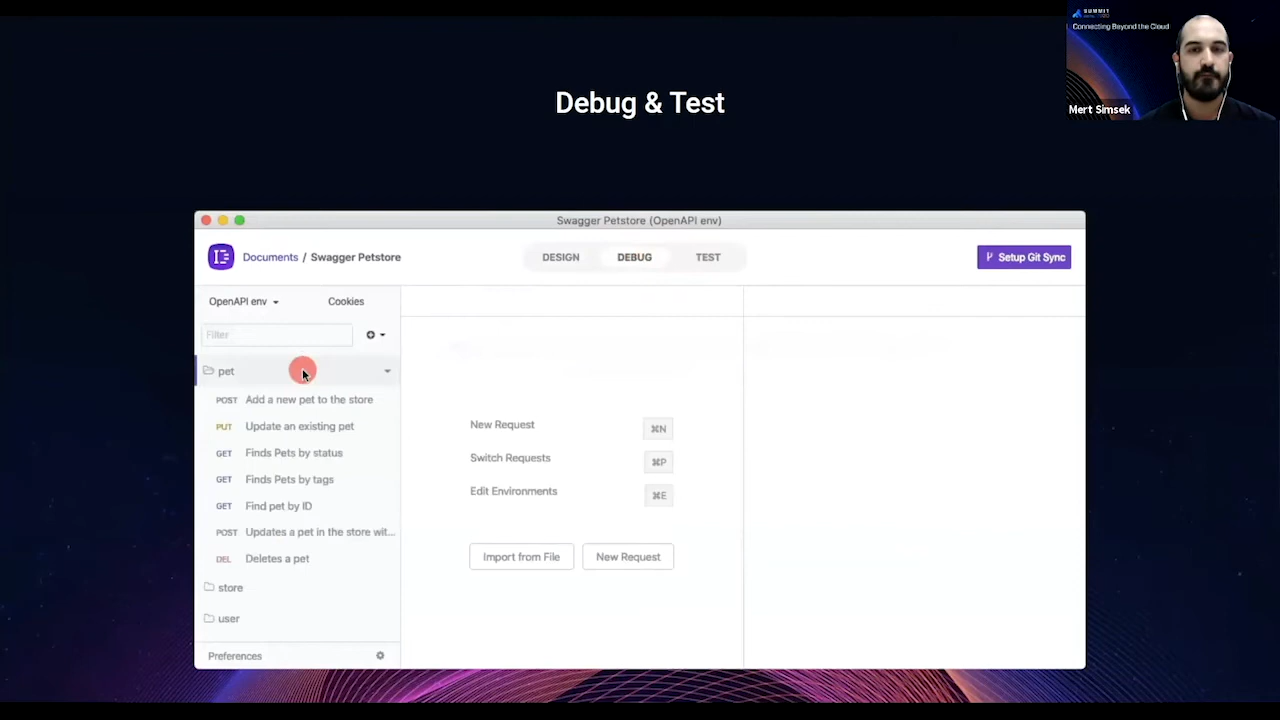 SUMMIT
Connecting Beyond the Cloud
Mert Simsek
Debug & Test
Swagger Petstore (OpenAPI env)
Documents / Swagger Petstore
DESIGN
DEBUG
TEST
Setup Git Sync
OpenAPI env
Cookies
Filter
pet
POST Add a new pet to the store
PUT Update an existing pet
GET Finds Pets by status
GET Finds Pets by tags
GET Find pet by ID
POST Updates a pet in the store wit...
DEL Deletes a pet
store
user
Preferences
New Request ⌘N
Switch Requests ⌘P
Edit Environments ⌘E
Import from File
New Request